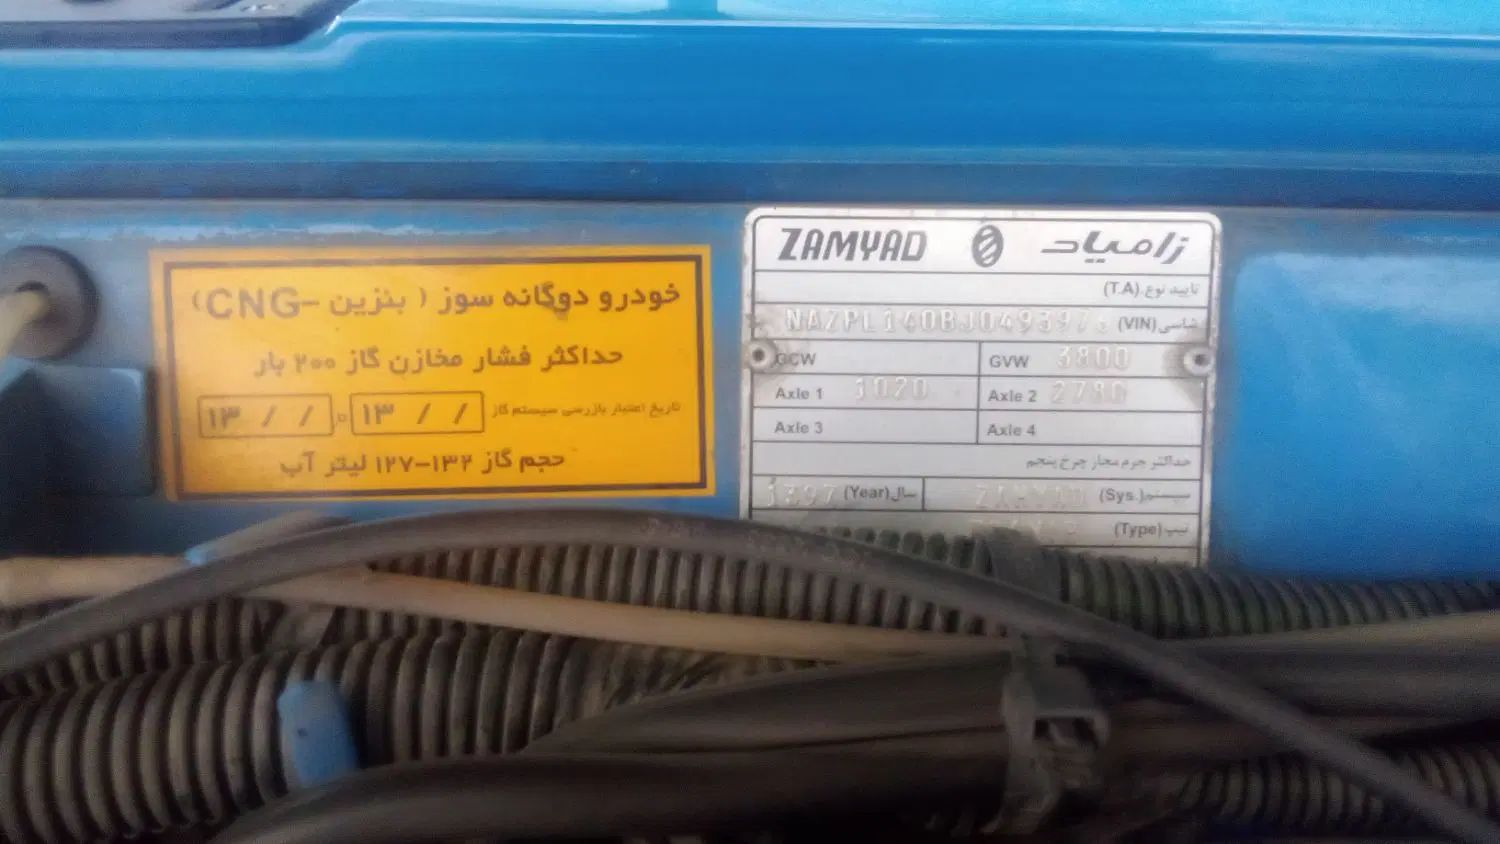 خودرو دوگانه سوز ( بنزین -CNG)
حداکثر فشار مخازن گاز ۲۰۰ بار
تاریخ اعتبار بازرسی سیستم گاز ۱۳ / / ۱۳ / /
حجم گاز ۱۳۲-۱۲۷ لیتر آب
ZAMYAD زامیاد
تایید نوع.(T.A)
شاسی(VIN)
GCW GVW 3800
Axle 1 1020 Axle 2 2780
Axle 3 Axle 4
حداکثر جرم مجاز چرخ پنجم
سال(Year) 1397 سیستم(Sys.) ZAMYAD
تیپ(Type)